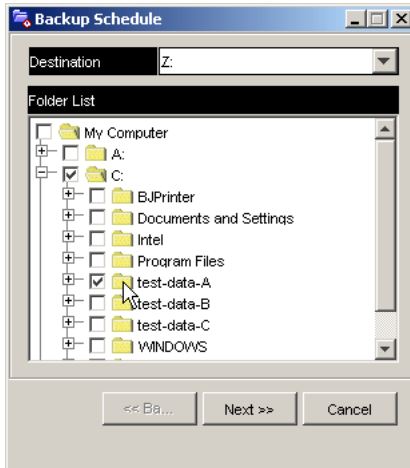 Backup Schedule
Destination Z:
Folder List
My Computer
A:
C:
BJPrinter
Documents and Settings
Intel
Program Files
test-data-A
test-data-B
test-data-C
WINDOWS
<< Ba... Next >> Cancel